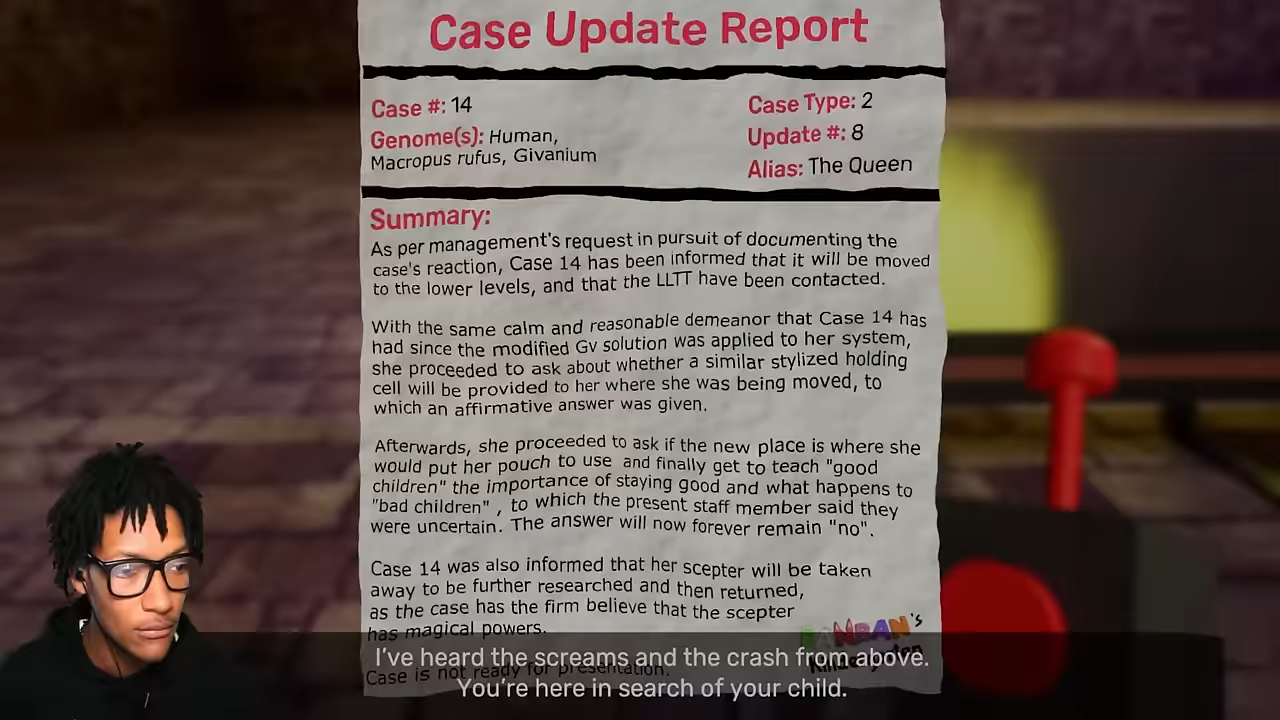 Case Update Report
Case #: 14
Case Type: 2
Genome(s): Human,
Macropus rufus, Givanium
Update #: 8
Alias: The Queen
Summary:
As per management's request in pursuit of documenting the
case's reaction, Case 14 has been informed that it will be moved
to the lower levels, and that the LLTT have been contacted.
With the same calm and reasonable demeanor that Case 14 has
had since the modified Gv solution was applied to her system,
she proceeded to ask about whether a similar stylized holding
cell will be provided to her where she was being moved, to
which an affirmative answer was given.
Afterwards, she proceeded to ask if the new place is where she
would put her pouch to use and finally get to teach "good
children" the importance of staying good and what happens to
"bad children" , to which the present staff member said they
were uncertain. The answer will now forever remain "no".
Case 14 was also informed that her scepter will be taken
away to be further researched and then returned,
as the case has the firm believe that the scepter
has magical powers.
BANBAN's
Kindergarten
Case is not ready for presentation.
I've heard the screams and the crash from above.
You're here in search of your child.